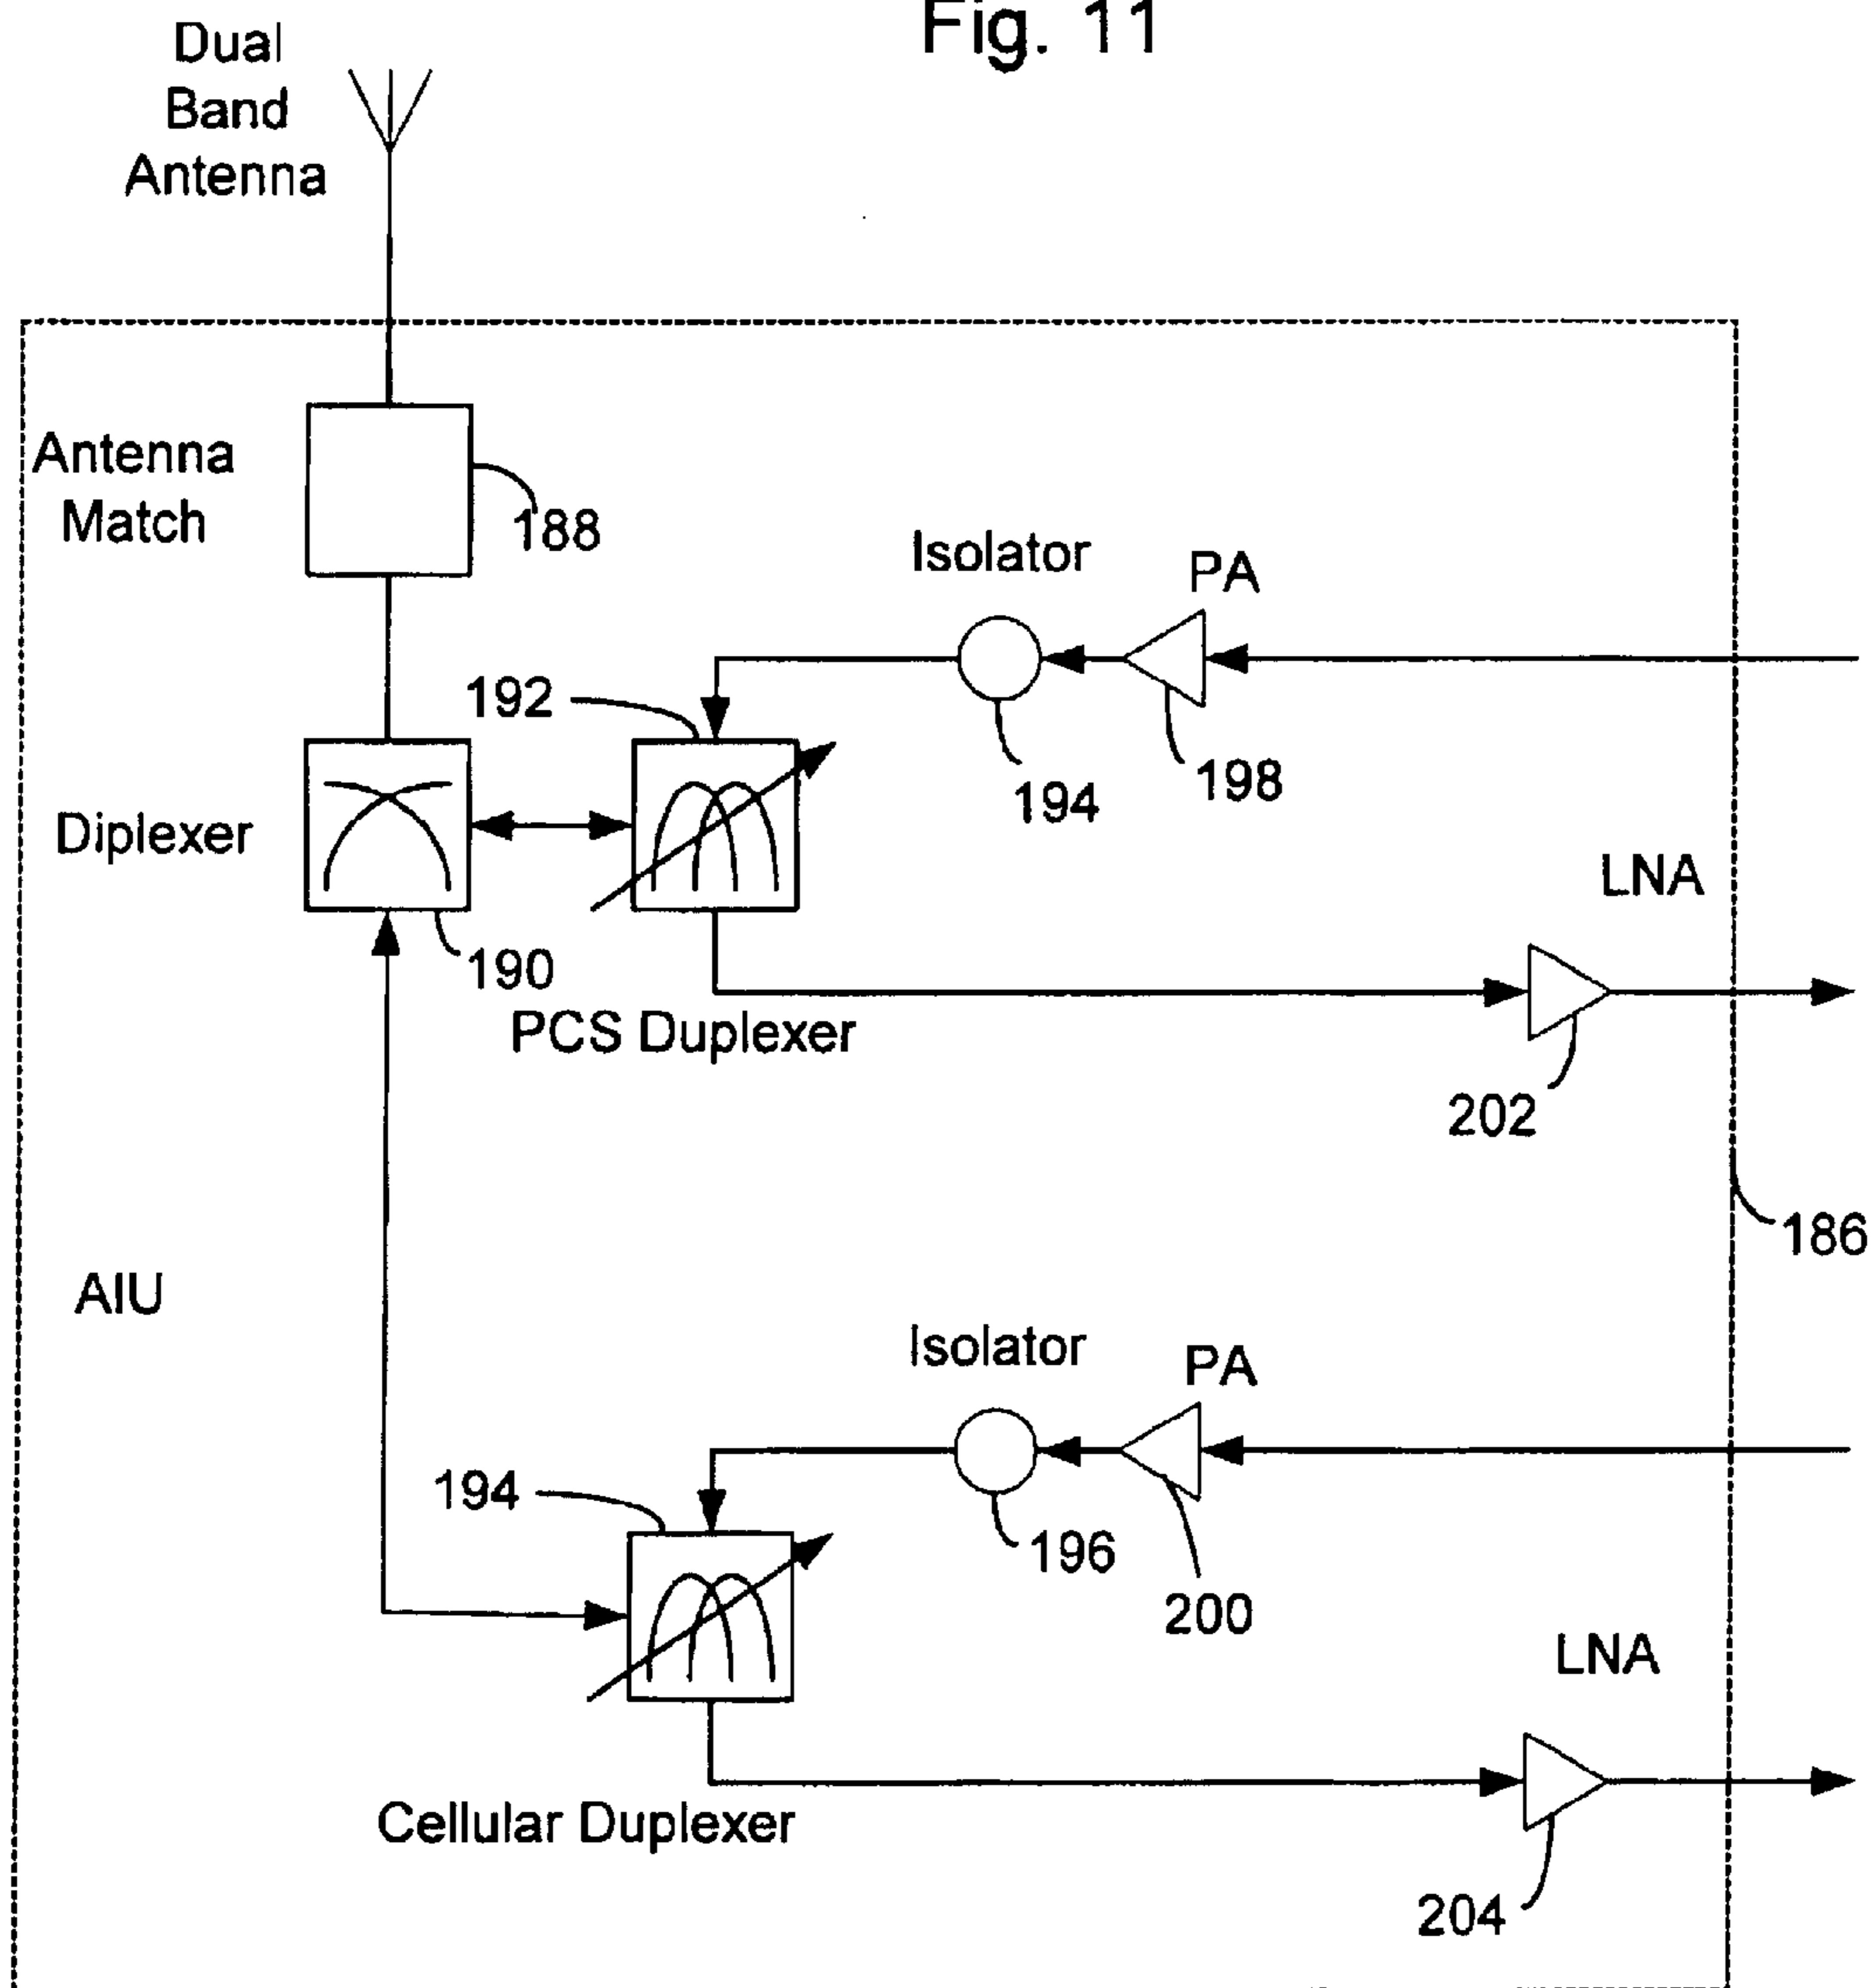 Fig. 11
Dual
Band
Antenna
Antenna
Match
188
Isolator
PA
192
194
198
Diplexer
LNA
190
PCS Duplexer
202
186
AIU
Isolator
PA
194
196
200
LNA
Cellular Duplexer
204